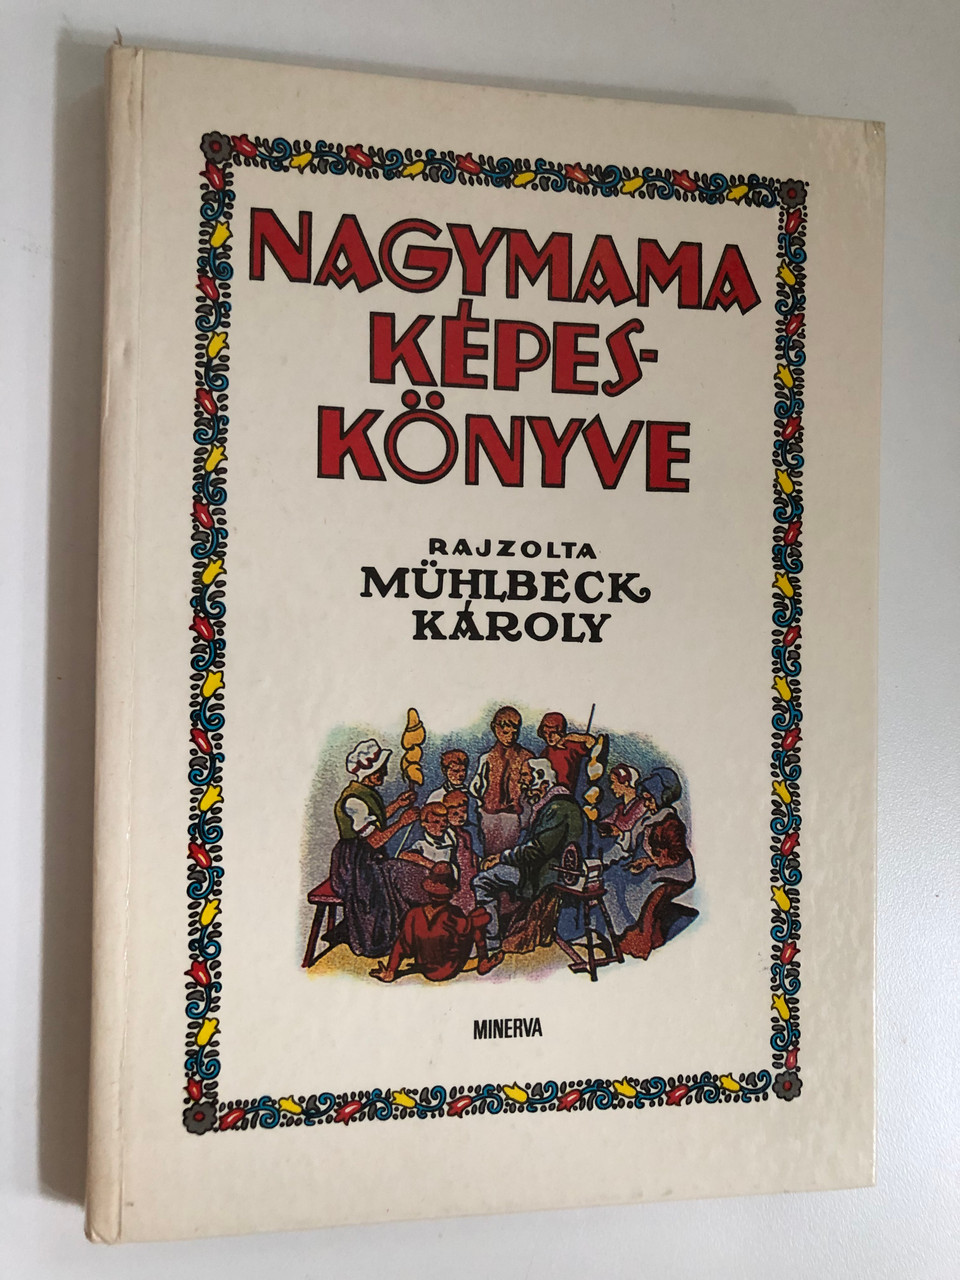 NAGYMAMA
KÉPES-
KÖNYVE
RAJZOLTA
MÜHLBECK
KÁROLY
MINERVA